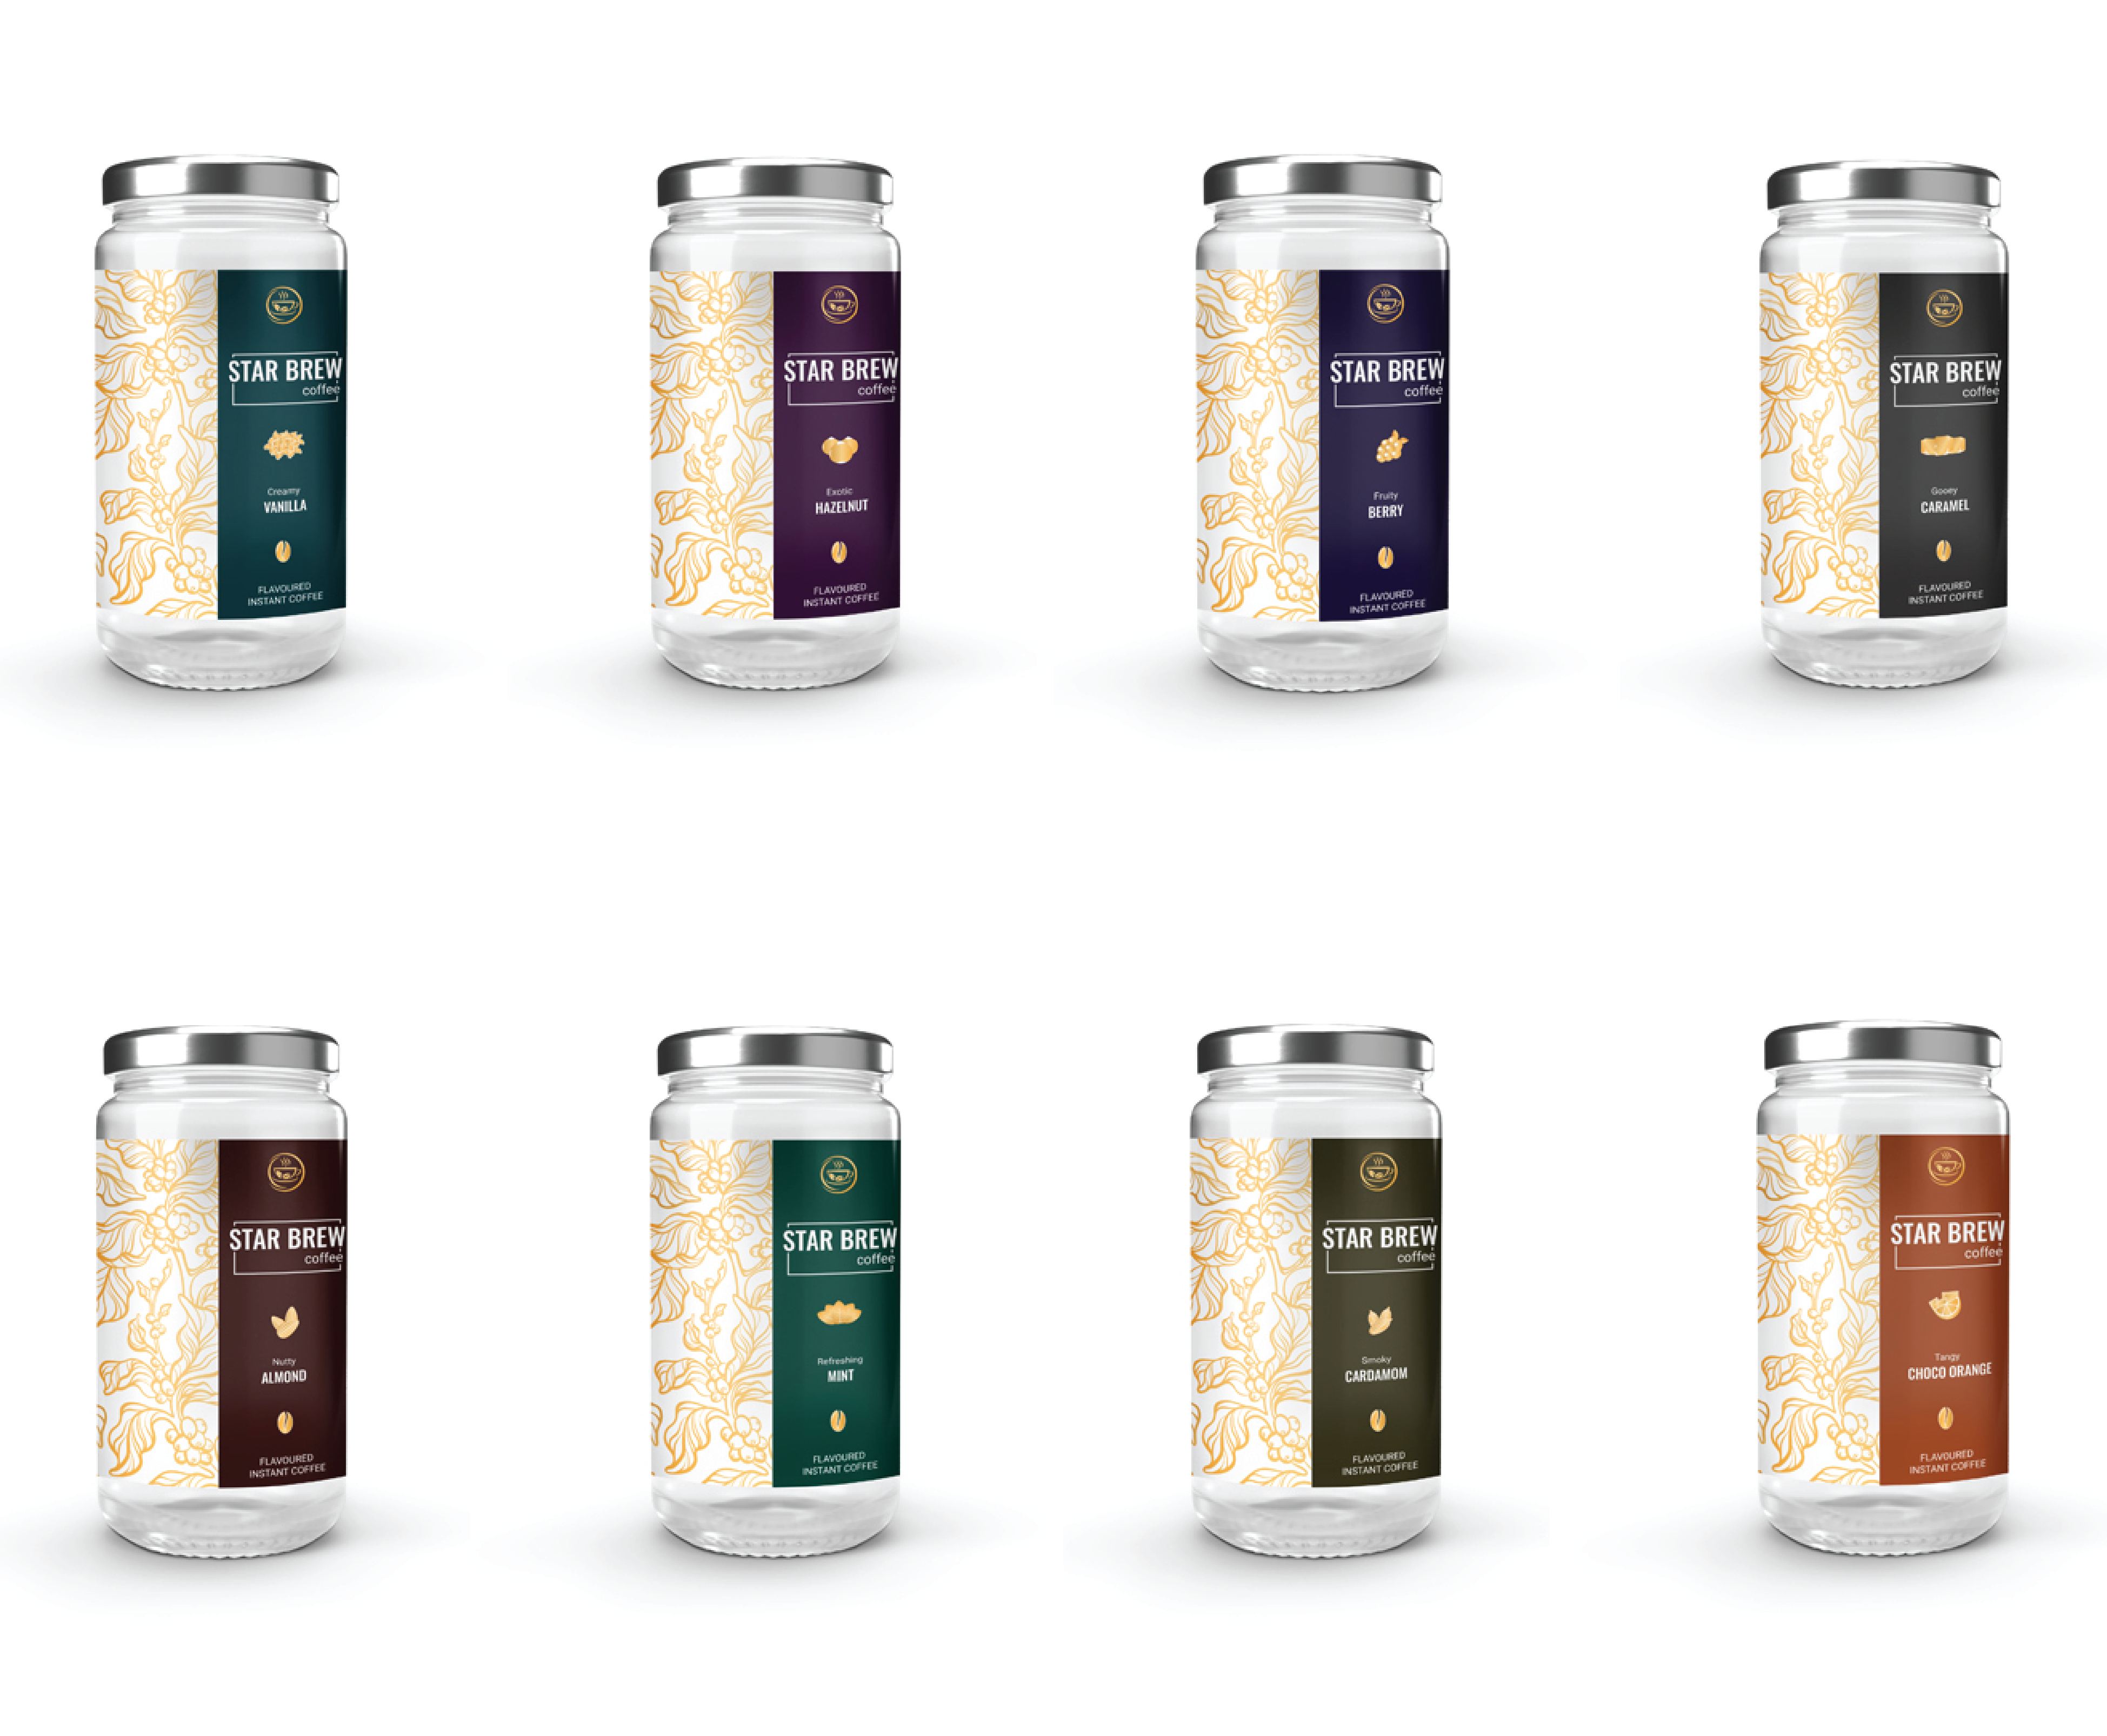 STAR BREW
coffee
Creamy
VANILLA
FLAVOURED
INSTANT COFFEE
STAR BREW
coffee
Exotic
HAZELNUT
FLAVOURED
INSTANT COFFEE
STAR BREW
coffee
Fruity
BERRY
FLAVOURED
INSTANT COFFEE
STAR BREW
coffee
Gooey
CARAMEL
FLAVOURED
INSTANT COFFEE
STAR BREW
coffee
Nutty
ALMOND
FLAVOURED
INSTANT COFFEE
STAR BREW
coffee
Refreshing
MINT
FLAVOURED
INSTANT COFFEE
STAR BREW
coffee
Smoky
CARDAMOM
FLAVOURED
INSTANT COFFEE
STAR BREW
coffee
Tangy
CHOCO ORANGE
FLAVOURED
INSTANT COFFEE